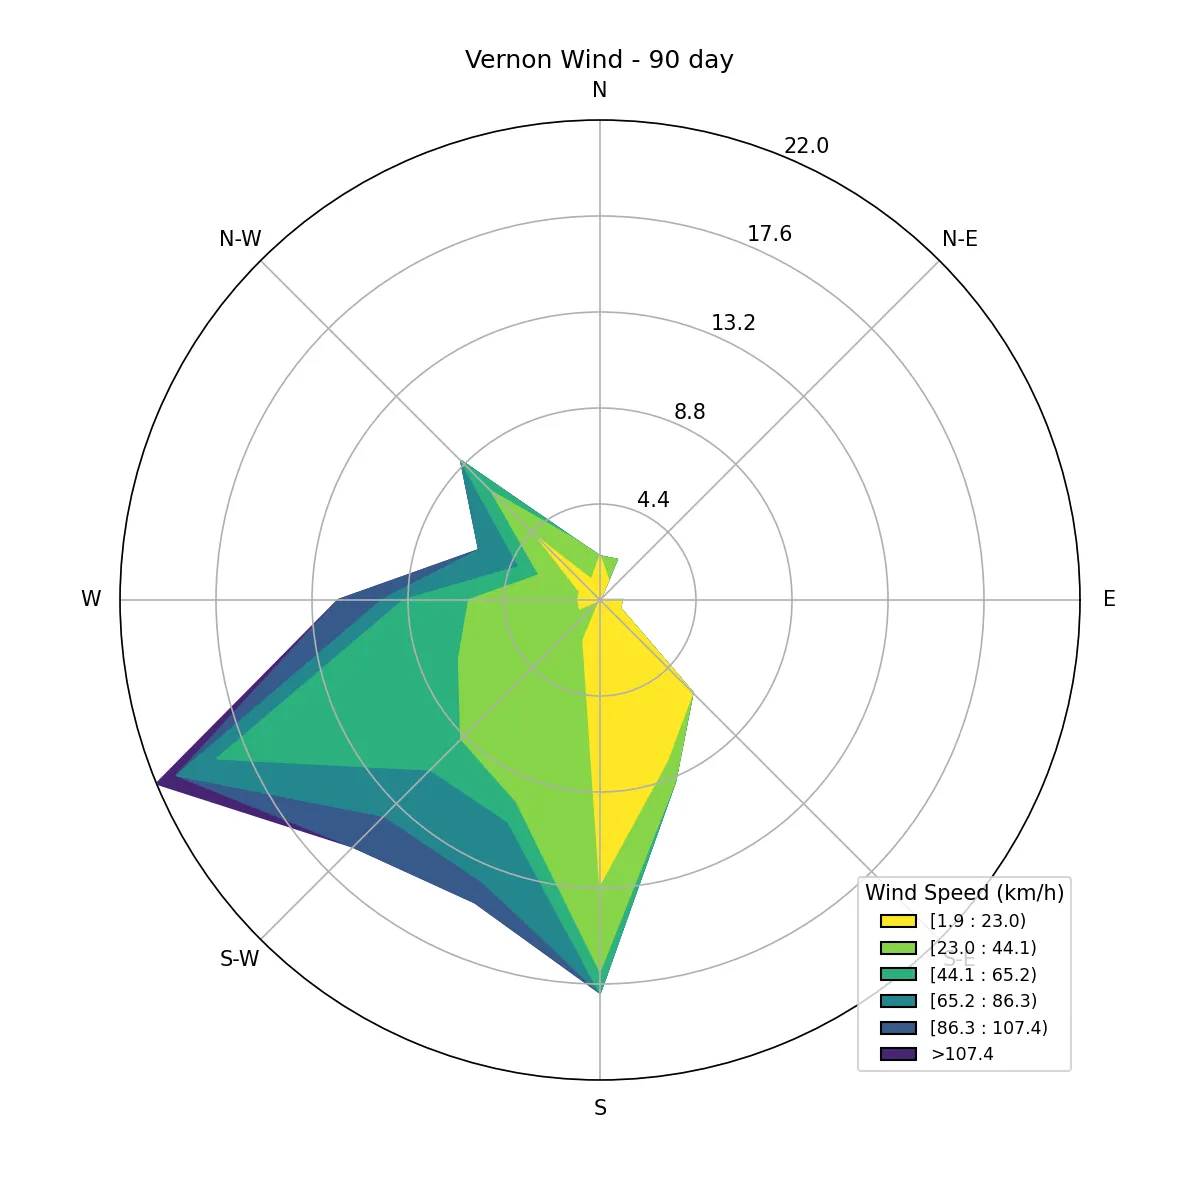 Vernon Wind - 90 day
N
22.0
N-W
17.6
N-E
13.2
8.8
4.4
W
E
S-W
S-E
Wind Speed (km/h)
[1.9 : 23.0)
[23.0 : 44.1)
[44.1 : 65.2)
[65.2 : 86.3)
[86.3 : 107.4)
>107.4
S